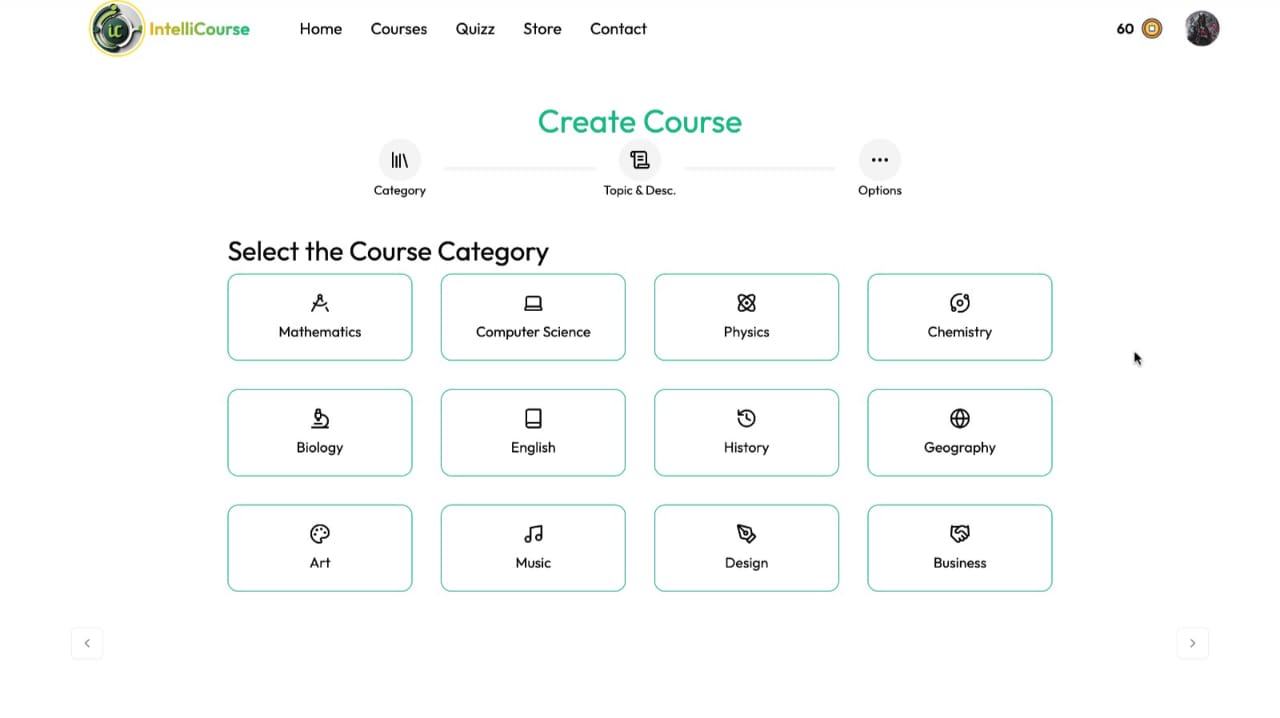 ic IntelliCourse Home Courses Quizz Store Contact 60
Create Course
Category Topic & Desc. Options
Select the Course Category
Mathematics Computer Science Physics Chemistry
Biology English History Geography
Art Music Design Business